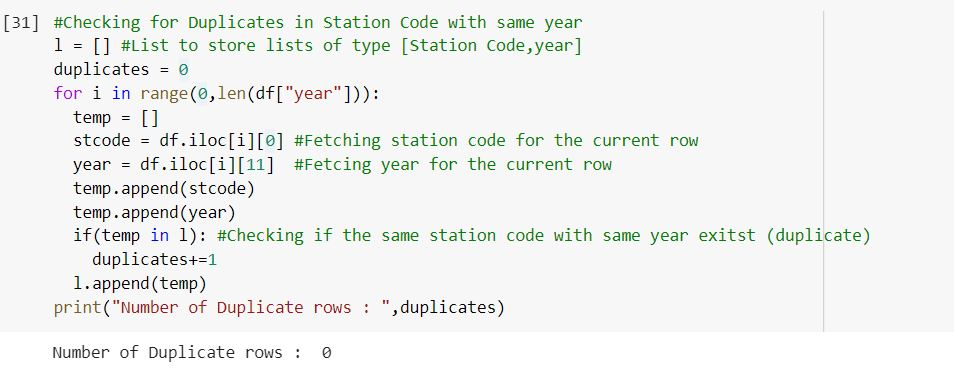 [31] #Checking for Duplicates in Station Code with same year
l = [] #List to store lists of type [Station Code,year]
duplicates = 0
for i in range(0,len(df["year"])):
  temp = []
  stcode = df.iloc[i][0] #Fetching station code for the current row
  year = df.iloc[i][11]  #Fetcing year for the current row
  temp.append(stcode)
  temp.append(year)
  if(temp in l): #Checking if the same station code with same year exitst (duplicate)
    duplicates+=1
  l.append(temp)
print("Number of Duplicate rows : ",duplicates)
Number of Duplicate rows :  0